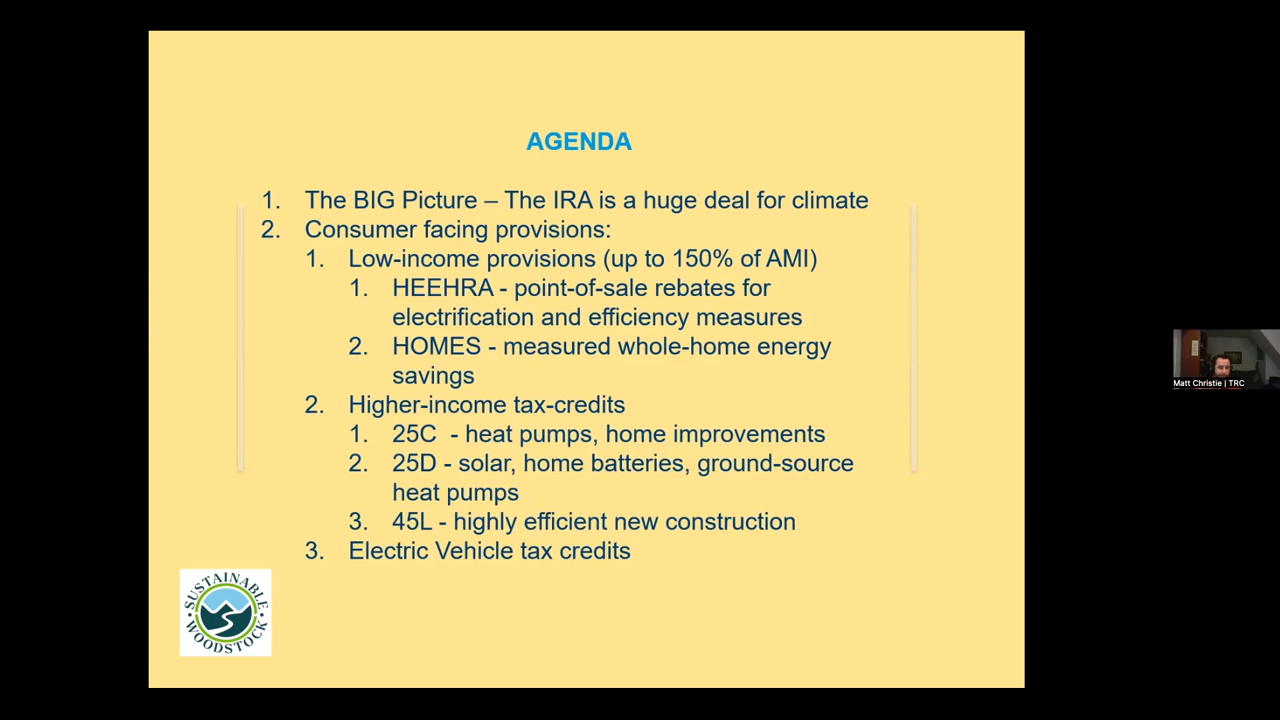 AGENDA
1. The BIG Picture – The IRA is a huge deal for climate
2. Consumer facing provisions:
1. Low-income provisions (up to 150% of AMI)
1. HEEHRA - point-of-sale rebates for
electrification and efficiency measures
2. HOMES - measured whole-home energy
savings
2. Higher-income tax-credits
1. 25C - heat pumps, home improvements
2. 25D - solar, home batteries, ground-source
heat pumps
3. 45L - highly efficient new construction
3. Electric Vehicle tax credits
SUSTAINABLE
WOODSTOCK
Matt Christie | TRC